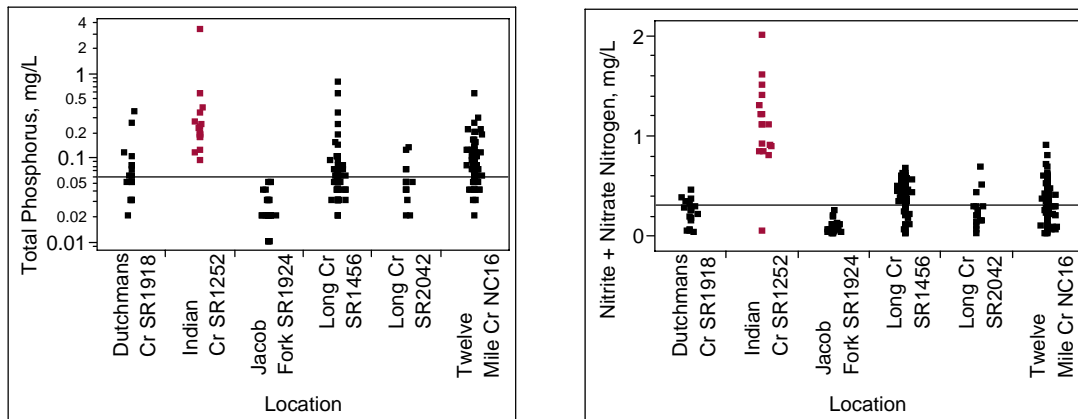 Total Phosphorus, mg/L
4
2
1
0.5
0.2
0.1
0.05
0.02
0.01
Dutchmans
Cr SR1918
Indian
Cr SR1252
Jacob
Fork SR1924
Long Cr
SR1456
Long Cr
SR2042
Twelve
Mile Cr NC16
Location
Nitrite + Nitrate Nitrogen, mg/L
2
1
0
Dutchmans
Cr SR1918
Indian
Cr SR1252
Jacob
Fork SR1924
Long Cr
SR1456
Long Cr
SR2042
Twelve
Mile Cr NC16
Location